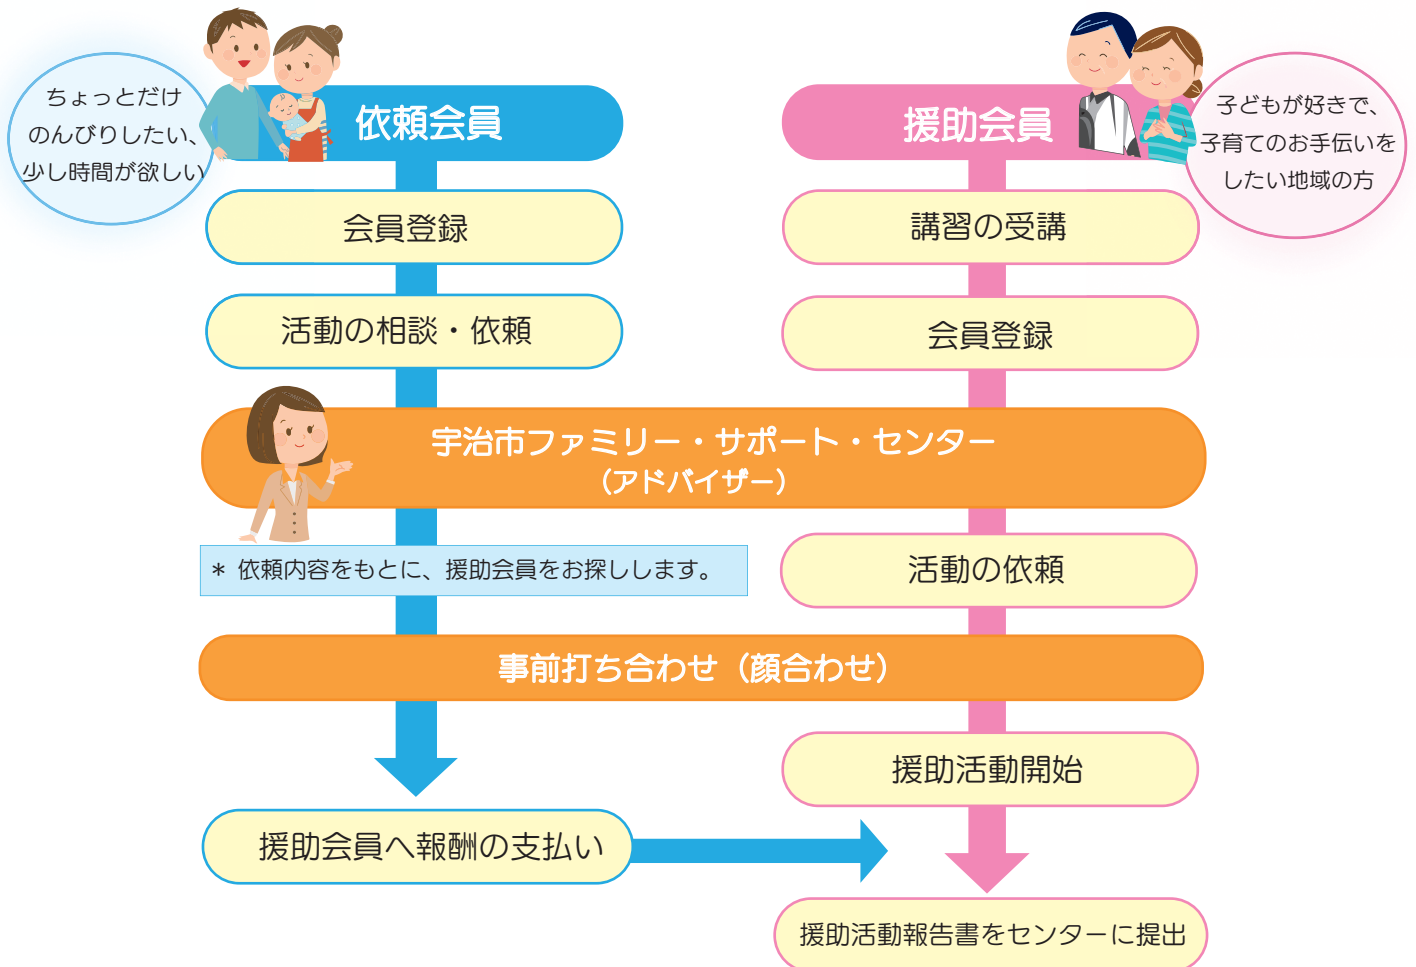 ちょっとだけ
のんびりしたい、
少し時間が欲しい
依頼会員
援助会員
子どもが好きで、
子育てのお手伝いを
したい地域の方
会員登録
講習の受講
活動の相談・依頼
会員登録
宇治市ファミリー・サポート・センター
（アドバイザー）
* 依頼内容をもとに、援助会員をお探しします。
活動の依頼
事前打ち合わせ（顔合わせ）
援助活動開始
援助会員へ報酬の支払い
援助活動報告書をセンターに提出